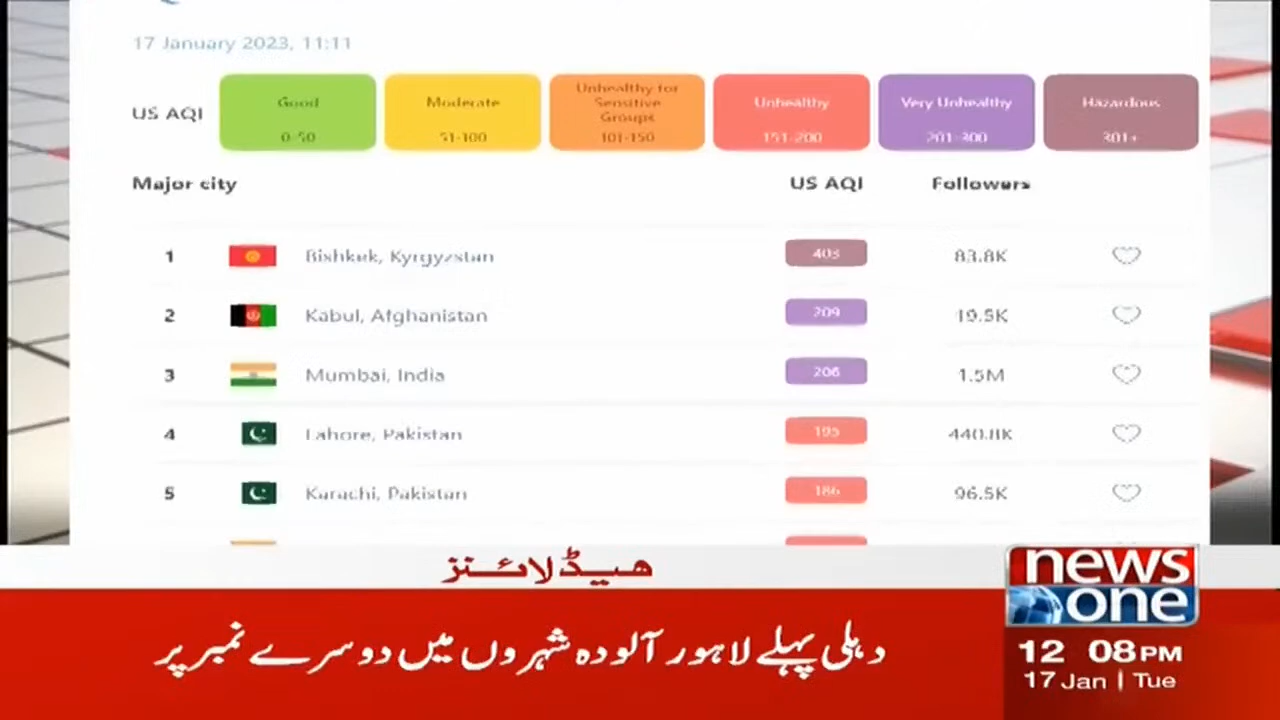 17 January 2023, 11:11
US AQI
Good
0-50
Moderate
51-100
Unhealthy for
Sensitive
Groups
101-150
Unhealthy
151-200
Very Unhealthy
201-300
Hazardous
301+
Major city US AQI Followers
1 Bishkek, Kyrgyzstan 403 83.8K
2 Kabul, Afghanistan 209 19.5K
3 Mumbai, India 206 1.5M
4 Lahore, Pakistan 195 440.8K
5 Karachi, Pakistan 186 96.5K
ھیڈلائنز
دہلی پہلے لاہور آلودہ شہروں میں دوسرے نمبر پر
news
one
12 08PM
17 Jan | Tue